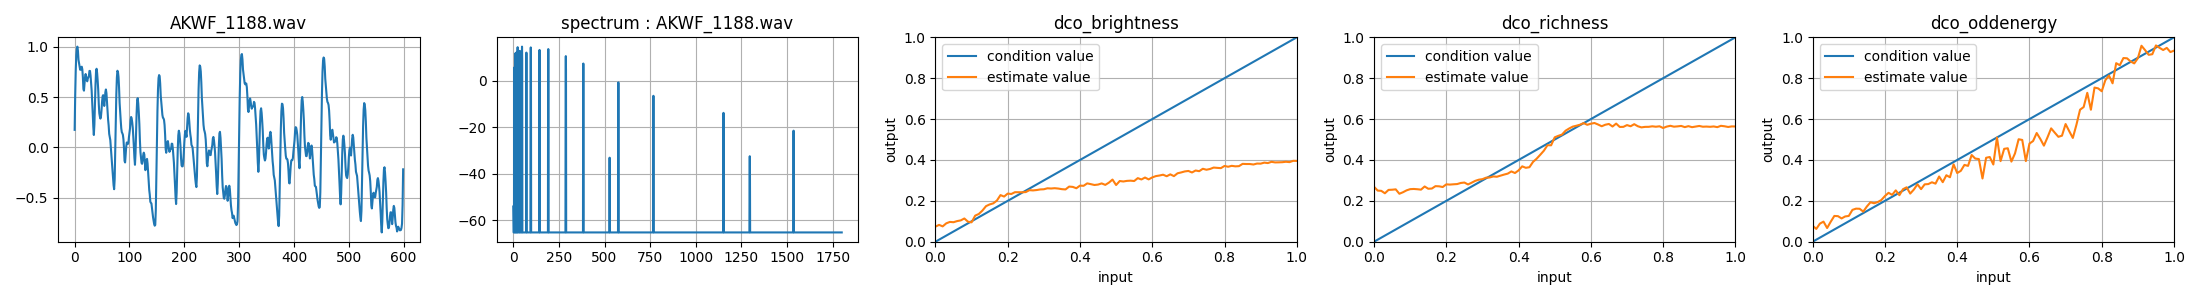 AKWF_1188.wav
1.0
0.5
0.0
−0.5
0 100 200 300 400 500 600
spectrum : AKWF_1188.wav
0
−20
−40
−60
0 250 500 750 1000 1250 1500 1750
dco_brightness
condition value
estimate value
output
1.0
0.8
0.6
0.4
0.2
0.0
0.0 0.2 0.4 0.6 0.8 1.0
input
dco_richness
condition value
estimate value
output
1.0
0.8
0.6
0.4
0.2
0.0
0.0 0.2 0.4 0.6 0.8 1.0
input
dco_oddenergy
condition value
estimate value
output
1.0
0.8
0.6
0.4
0.2
0.0
0.0 0.2 0.4 0.6 0.8 1.0
input